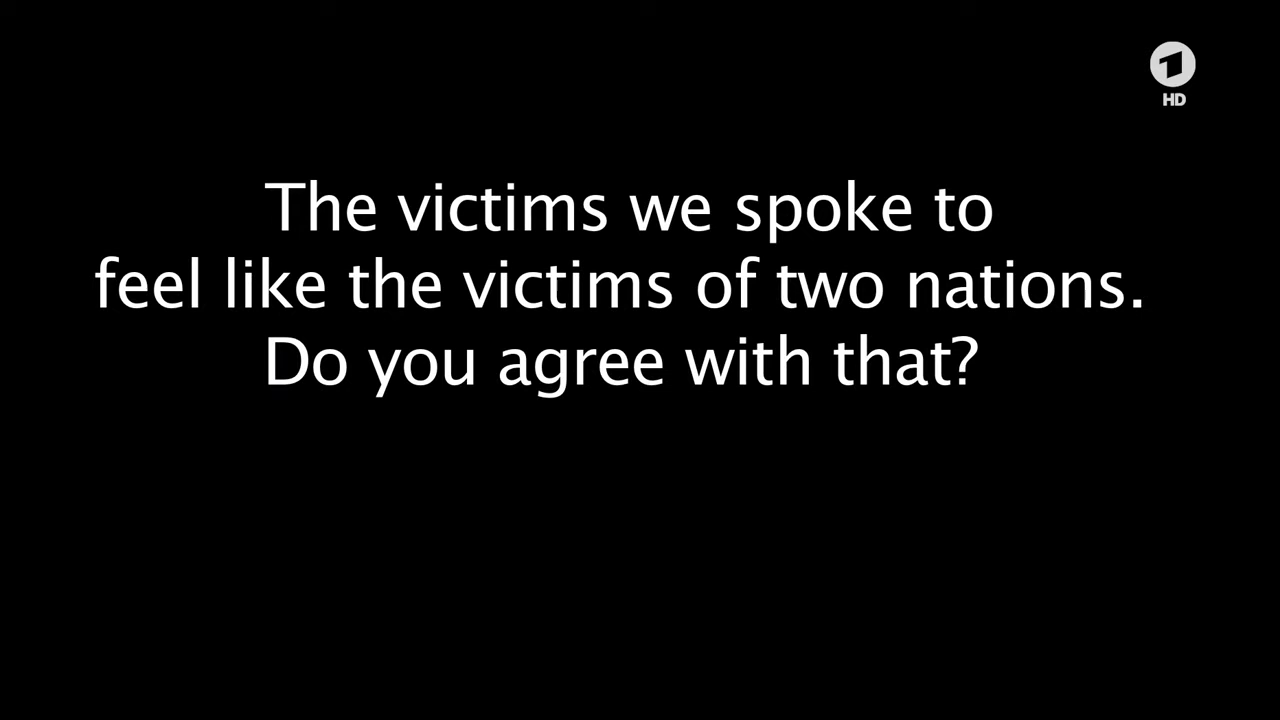 HD
The victims we spoke to
feel like the victims of two nations.
Do you agree with that?